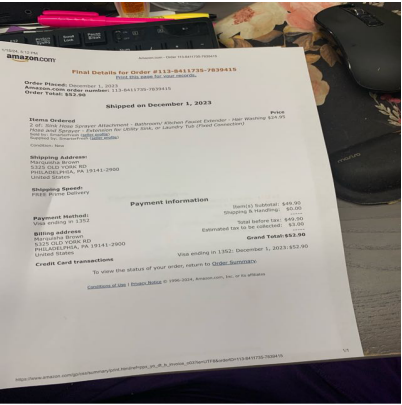 amazon.com
Final Details for Order #113-8411735-7839415
Print this page for your records.
Order Placed: December 1, 2023
Amazon.com order number: 113-8411735-7839415
Order Total: $52.90
Shipped on December 1, 2023
Items Ordered Price
2 of: Sink Hose Sprayer Attachment - Bathroom/ Kitchen Faucet Extender - Hair Washing $24.95
Hose and Sprayer - Extension for Utility Sink, or Laundry Tub (Fixed Connection)
Condition: New
Shipping Address:
Marquisha Brown
5325 OLD YORK RD
PHILADELPHIA, PA 19141-2900
United States
Shipping Speed:
FREE Prime Delivery
Payment information
Payment Method:
Visa ending in 1352
Item(s) Subtotal: $49.90
Shipping & Handling: $0.00
Billing address
Marquisha Brown
5325 OLD YORK RD
PHILADELPHIA, PA 19141-2900
United States
Total before tax: $49.90
Estimated tax to be collected: $3.00
Grand Total: $52.90
Credit Card transactions
Visa ending in 1352: December 1, 2023: $52.90
To view the status of your order, return to Order Summary.
Conditions of Use | Privacy Notice © 1996-2024, Amazon.com, Inc. or its affiliates